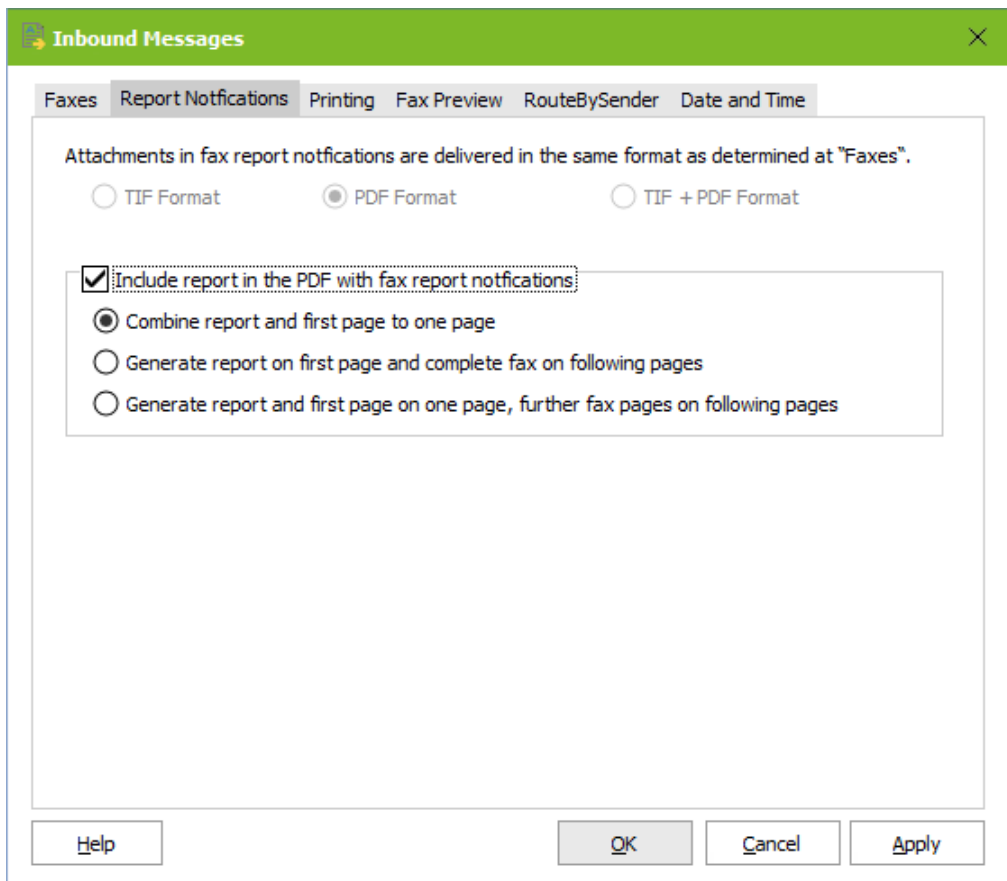 Inbound Messages
Faxes Report Notfications Printing Fax Preview RouteBySender Date and Time
Attachments in fax report notfications are delivered in the same format as determined at "Faxes“.
TIF Format PDF Format TIF + PDF Format
Include report in the PDF with fax report notfications
Combine report and first page to one page
Generate report on first page and complete fax on following pages
Generate report and first page on one page, further fax pages on following pages
Help OK Cancel Apply